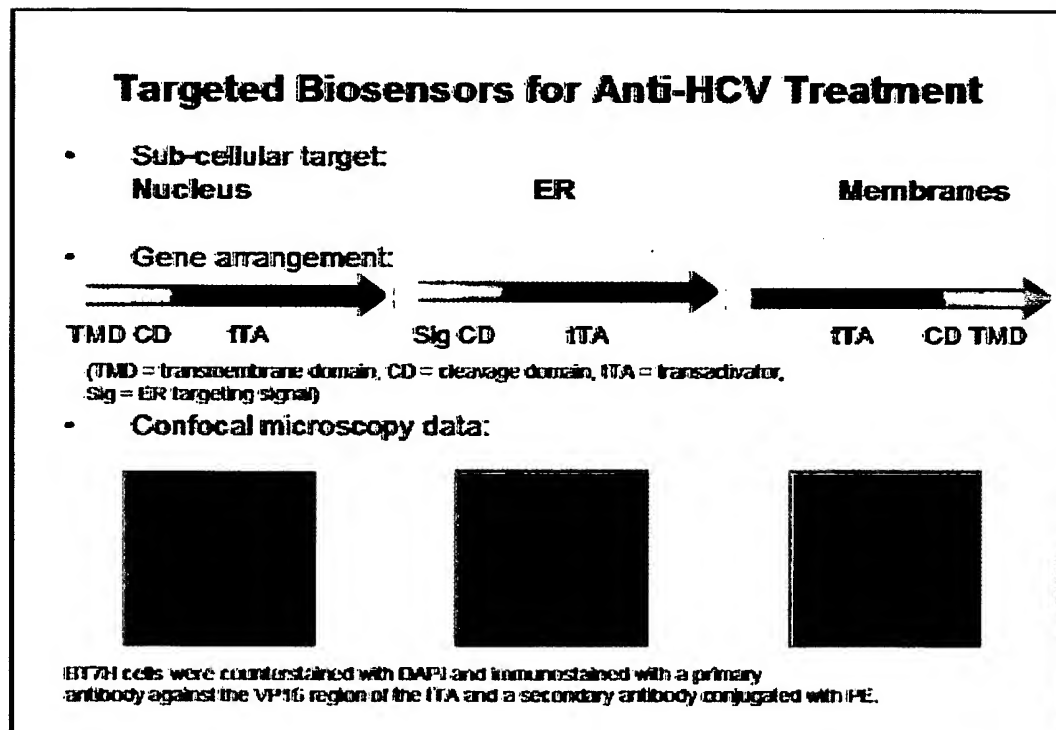 Targeted Biosensors for Anti-HCV Treatment
• Sub-cellular target:
Nucleus ER Membranes
• Gene arrangement:
TMD CD tTA Sig CD tTA tTA CD TMD
(TMD = transmembrane domain, CD = cleavage domain, tTA = transactivator,
Sig = ER targeting signal)
• Confocal microscopy data:
cells were counterstained with DAPI and immunostained with a primary
antibody against the VP16 region of the tTA and a secondary antibody conjugated with PE.